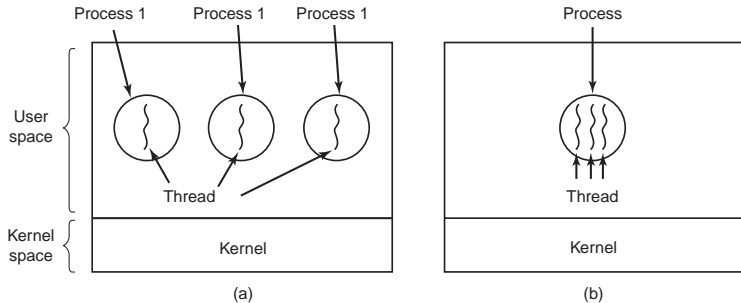 Process 1 Process 1 Process 1 Process
User
space
Thread Thread
Kernel
space
Kernel Kernel
(a) (b)